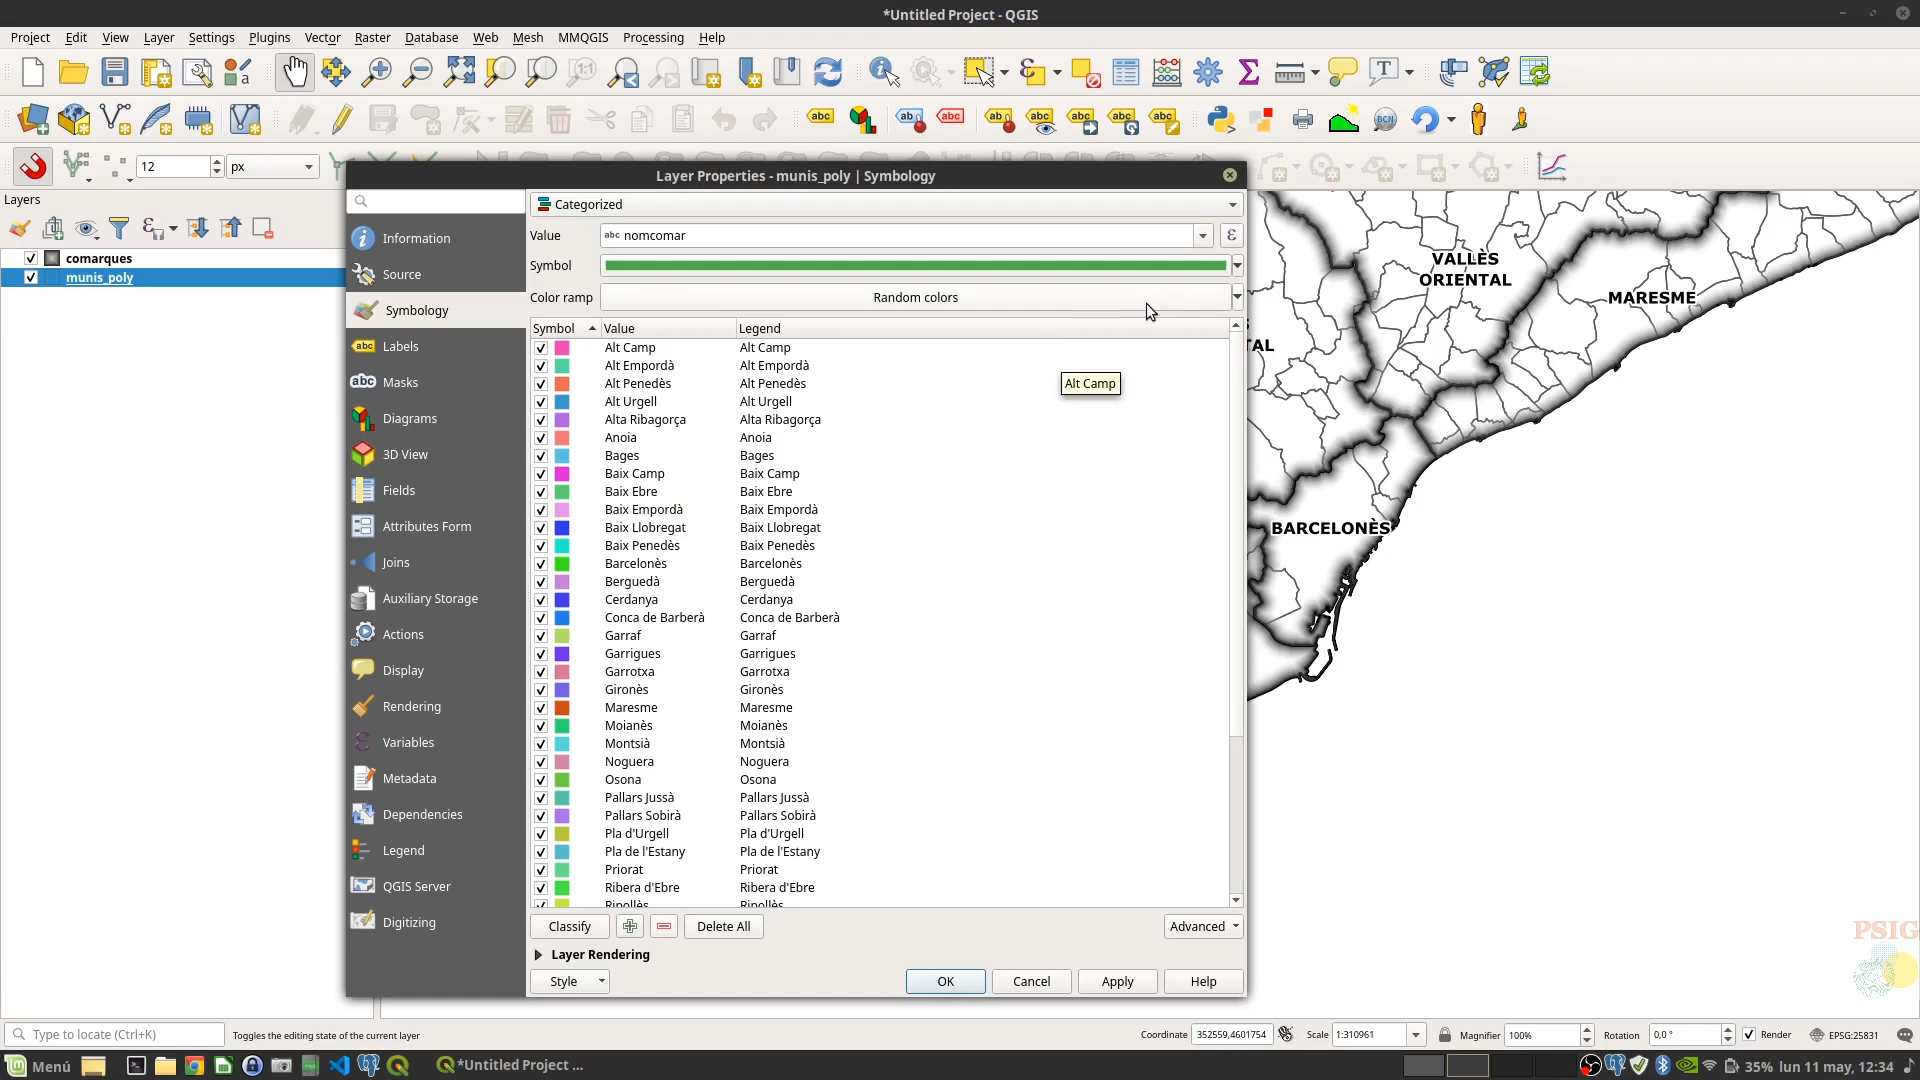 *Untitled Project - QGIS
Project Edit View Layer Settings Plugins Vector Raster Database Web Mesh MMQGIS Processing Help
12 px
Layers
comarques
munis_poly
Layer Properties - munis_poly | Symbology
Information
Source
Symbology
Labels
Masks
Diagrams
3D View
Fields
Attributes Form
Joins
Auxiliary Storage
Actions
Display
Rendering
Variables
Metadata
Dependencies
Legend
QGIS Server
Digitizing
Categorized
Value abc nomcomar
Symbol
Color ramp Random colors
Symbol Value Legend
Alt Camp Alt Camp
Alt Empordà Alt Empordà
Alt Penedès Alt Penedès
Alt Urgell Alt Urgell
Alta Ribagorça Alta Ribagorça
Anoia Anoia
Bages Bages
Baix Camp Baix Camp
Baix Ebre Baix Ebre
Baix Empordà Baix Empordà
Baix Llobregat Baix Llobregat
Baix Penedès Baix Penedès
Barcelonès Barcelonès
Berguedà Berguedà
Cerdanya Cerdanya
Conca de Barberà Conca de Barberà
Garraf Garraf
Garrigues Garrigues
Garrotxa Garrotxa
Gironès Gironès
Maresme Maresme
Moianès Moianès
Montsià Montsià
Noguera Noguera
Osona Osona
Pallars Jussà Pallars Jussà
Pallars Sobirà Pallars Sobirà
Pla d'Urgell Pla d'Urgell
Pla de l'Estany Pla de l'Estany
Priorat Priorat
Ribera d'Ebre Ribera d'Ebre
Ripollès Ripollès
Alt Camp
Classify Delete All Advanced
Layer Rendering
Style OK Cancel Apply Help
VALLÈS
ORIENTAL
MARESME
TAL
BARCELONÈS
PSIG
Type to locate (Ctrl+K) Toggles the editing state of the current layer Coordinate 352559,4601754 Scale 1:310961 Magnifier 100% Rotation 0,0 ° Render EPSG:25831
Menú *Untitled Project ... 35% lun 11 may, 12:34